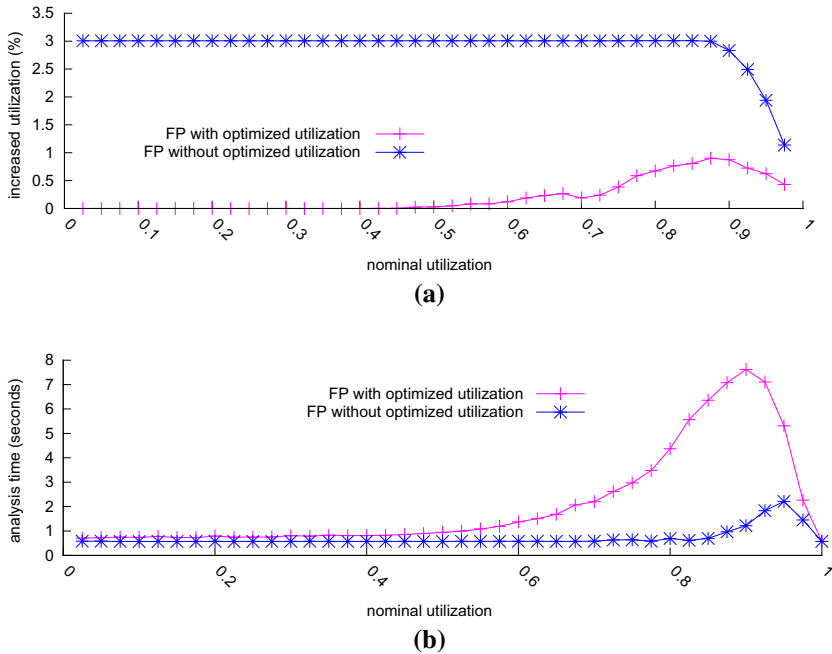 3.5
3
2.5
2
1.5
1
0.5
0
increased utilization (%)
FP with optimized utilization
FP without optimized utilization
0 0.1 0.2 0.3 0.4 0.5 0.6 0.7 0.8 0.9 1
nominal utilization
(a)
8
7
6
5
4
3
2
1
0
analysis time (seconds)
FP with optimized utilization
FP without optimized utilization
0 0.2 0.4 0.6 0.8 1
nominal utilization
(b)